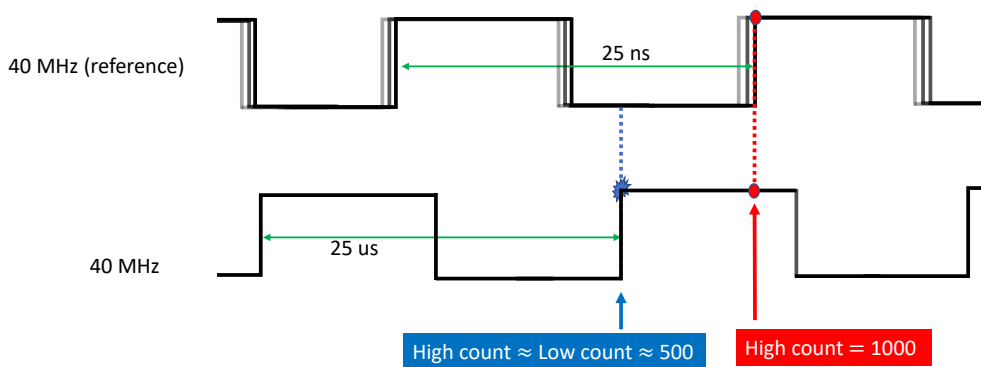 25 ns
40 MHz (reference)
25 us
40 MHz
High count ≈ Low count ≈ 500
High count = 1000